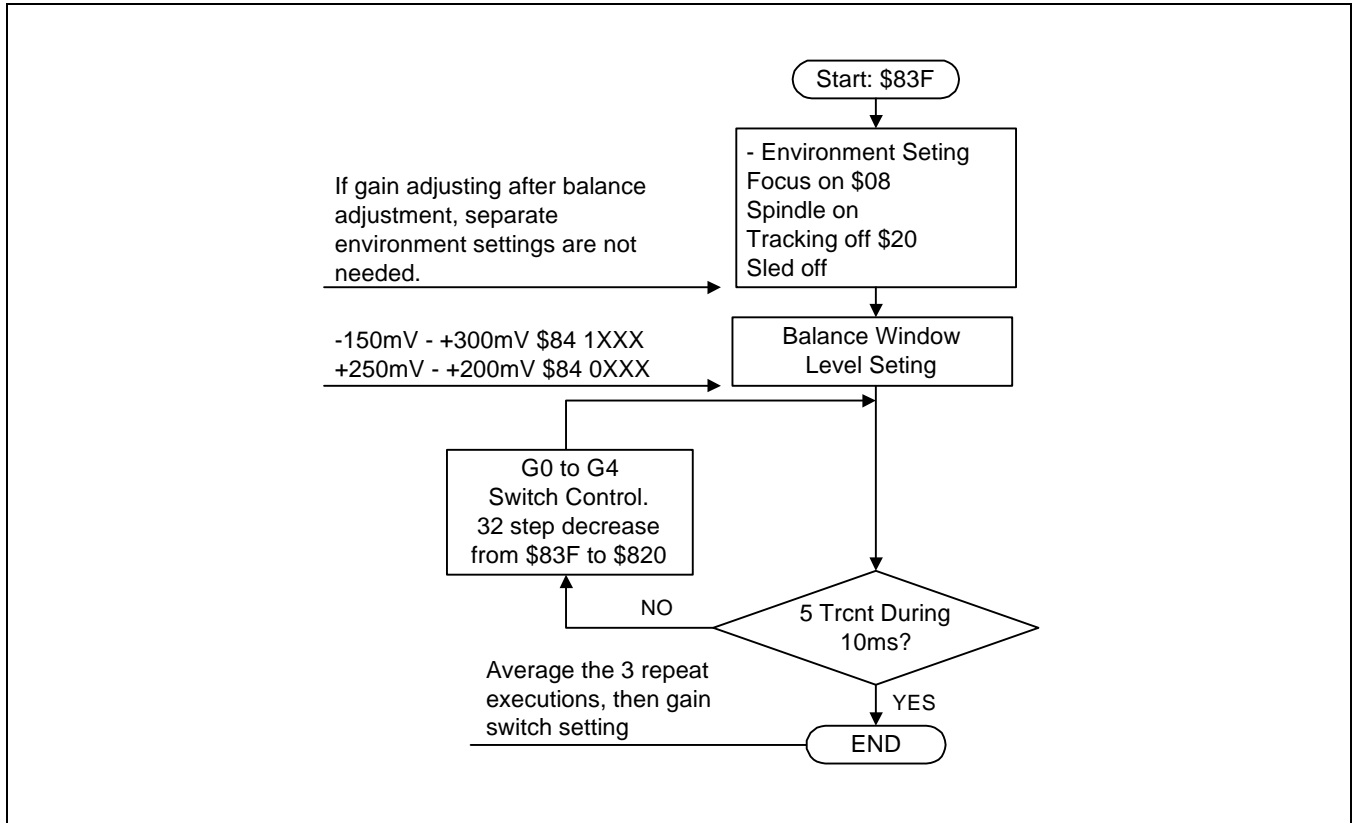 Start: $83F
- Environment Seting
Focus on $08
Spindle on
Tracking off $20
Sled off
If gain adjusting after balance
adjustment, separate
environment settings are not
needed.
Balance Window
Level Seting
-150mV - +300mV $84 1XXX
+250mV - +200mV $84 0XXX
G0 to G4
Switch Control.
32 step decrease
from $83F to $820
NO
5 Trcnt During
10ms?
Average the 3 repeat
executions, then gain
switch setting
YES
END